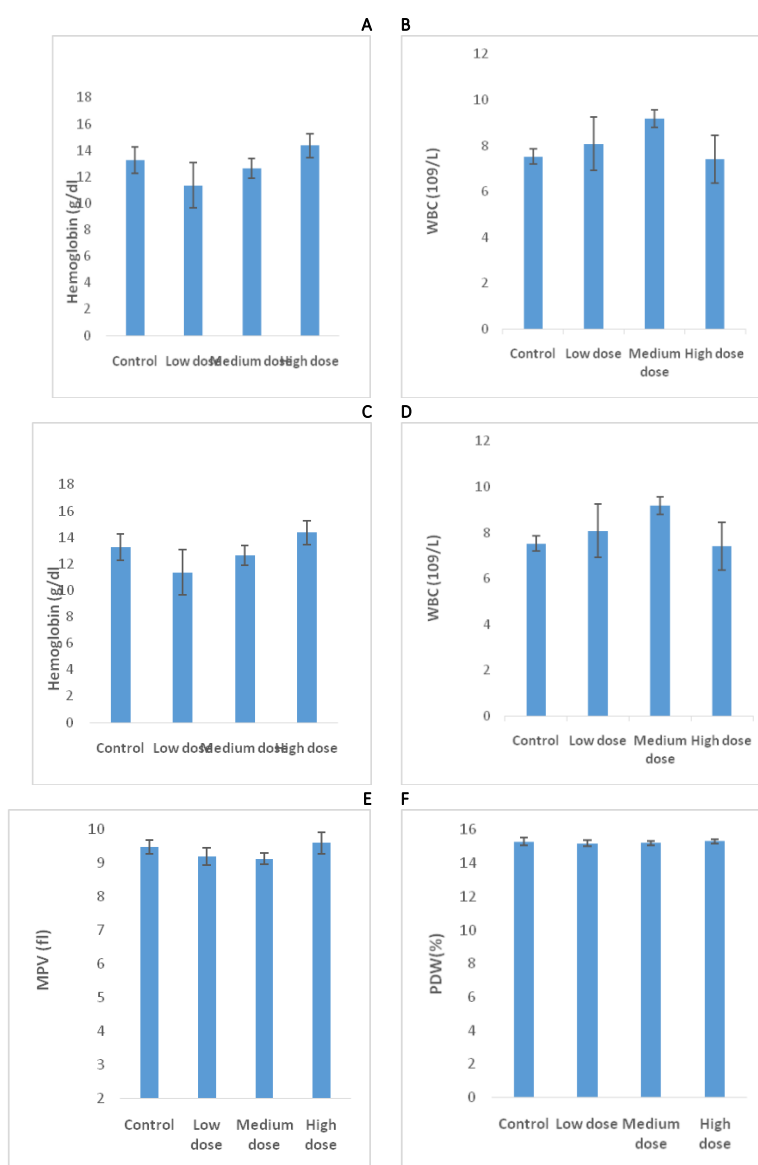 A
Hemoglobin (g/dl
18
16
14
12
10
8
6
4
2
0
Control Low dose Medium dose High dose
B
WBC (109/L)
12
10
8
6
4
2
0
Control Low dose Medium High dose
dose
C
Hemoglobin (g/dl
18
16
14
12
10
8
6
4
2
0
Control Low dose Medium dose High dose
D
WBC (109/L)
12
10
8
6
4
2
0
Control Low dose Medium High dose
dose
E
MPV (fl)
10
9
8
7
6
5
4
3
2
Control Low Medium High
dose dose dose
F
PDW(%)
16
14
12
10
8
6
4
2
0
Control Low dose Medium High
dose dose